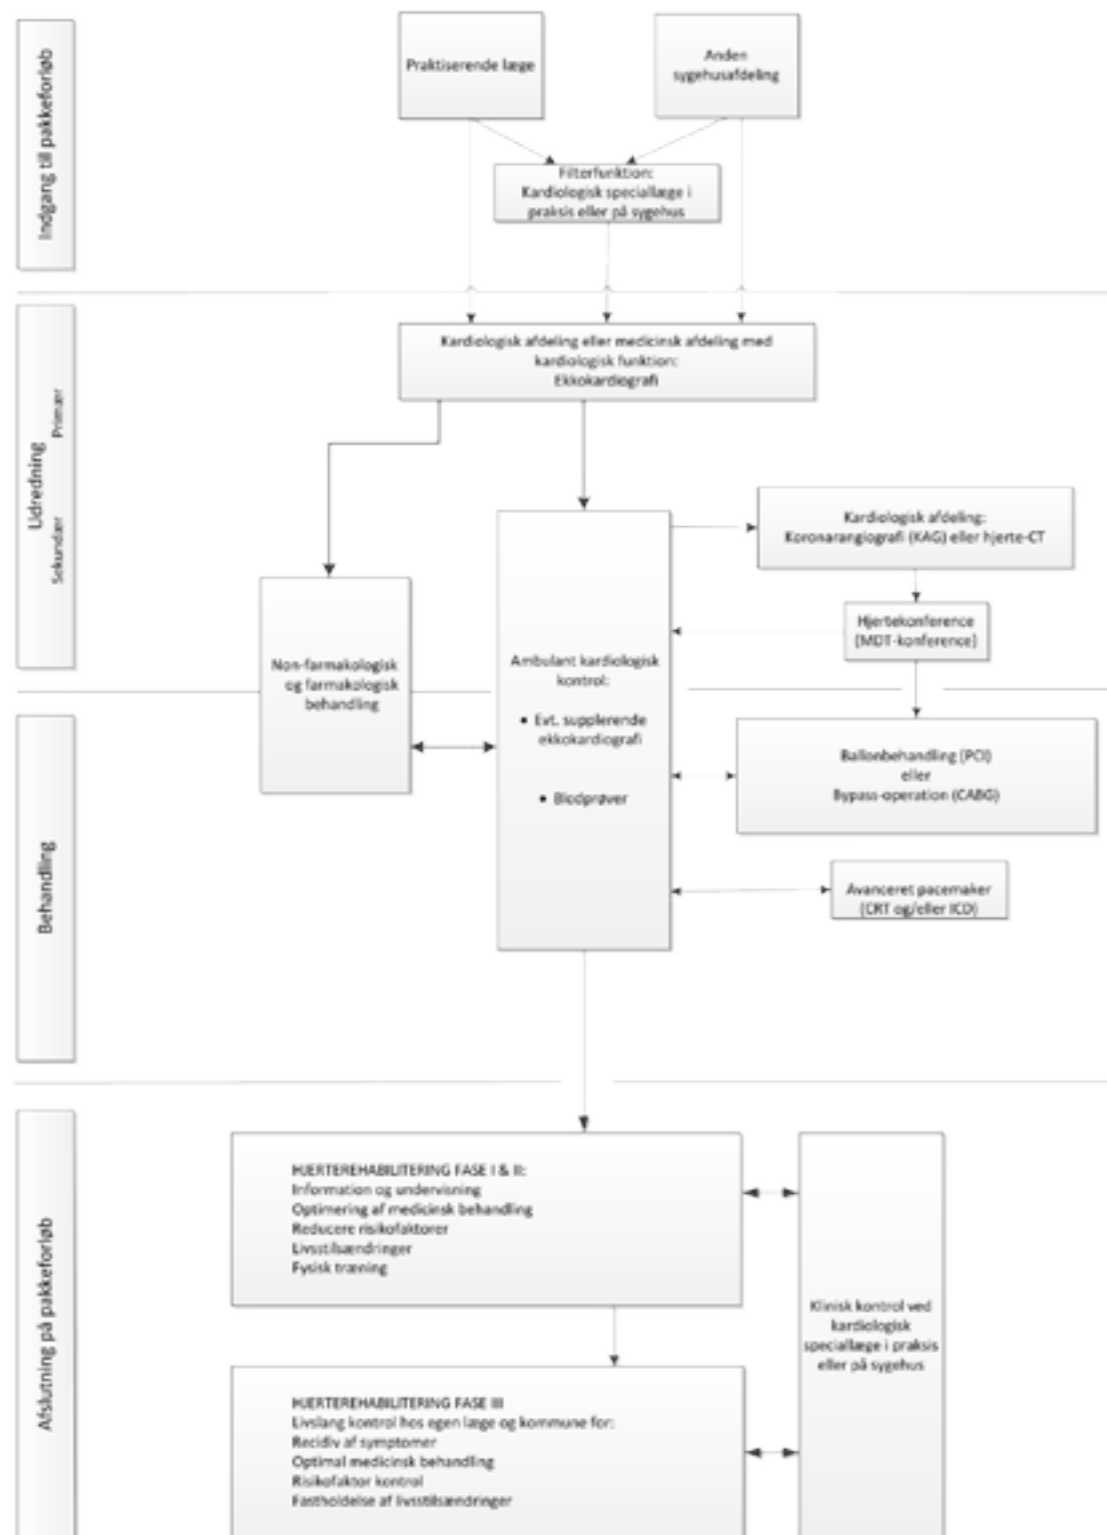 Indgang til pakkeforløb
Praktiserende læge
Anden
sygehusafdeling
Filterfunktion:
Kardiologisk speciallæge i
praksis eller på sygehus
Udredning
Primær
Sekundær
Kardiologisk afdeling eller medicinsk afdeling med
kardiologisk funktion:
Ekkokardiografi
Kardiologisk afdeling:
Koronarangiografi (KAG) eller hjerte-CT
Hjertekonference
(MDT-konference)
Non-farmakologisk
og farmakologisk
behandling
Ambulant kardiologisk
kontrol:
• Evt. supplerende
ekkokardiografi
• Blodprøver
Behandling
Ballonbehandling (PCI)
eller
Bypass-operation (CABG)
Avanceret pacemaker
(CRT og/eller ICD)
Afslutning på pakkeforløb
HJERTEREHABILITERING FASE I & II:
Information og undervisning
Optimering af medicinsk behandling
Reducere risikofaktorer
Livsstilsændringer
Fysisk træning
Klinisk kontrol ved
kardiologisk
speciallæge i praksis
eller på sygehus
HJERTEREHABILITERING FASE III
Livslang kontrol hos egen læge og kommune for:
Recidiv af symptomer
Optimal medicinsk behandling
Risikofaktor kontrol
Fastholdelse af livsstilsændringer